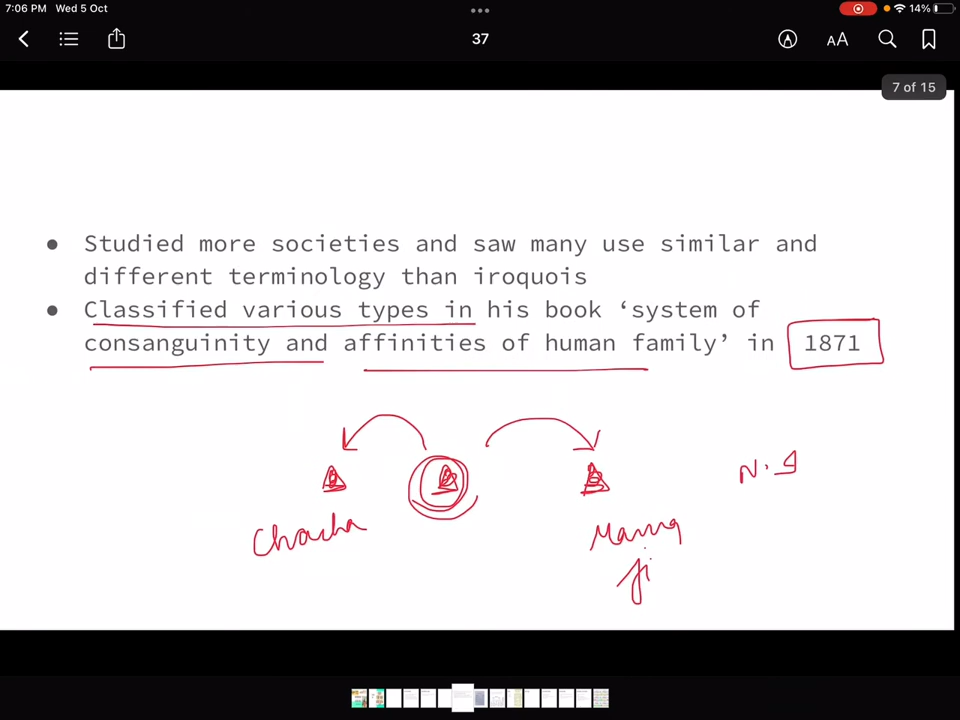 7:06 PM Wed 5 Oct
14%
37
AA
7 of 15
● Studied more societies and saw many use similar and
different terminology than iroquois
● Classified various types in his book ‘system of
consanguinity and affinities of human family’ in 1871
Chacha
Mama
Ji